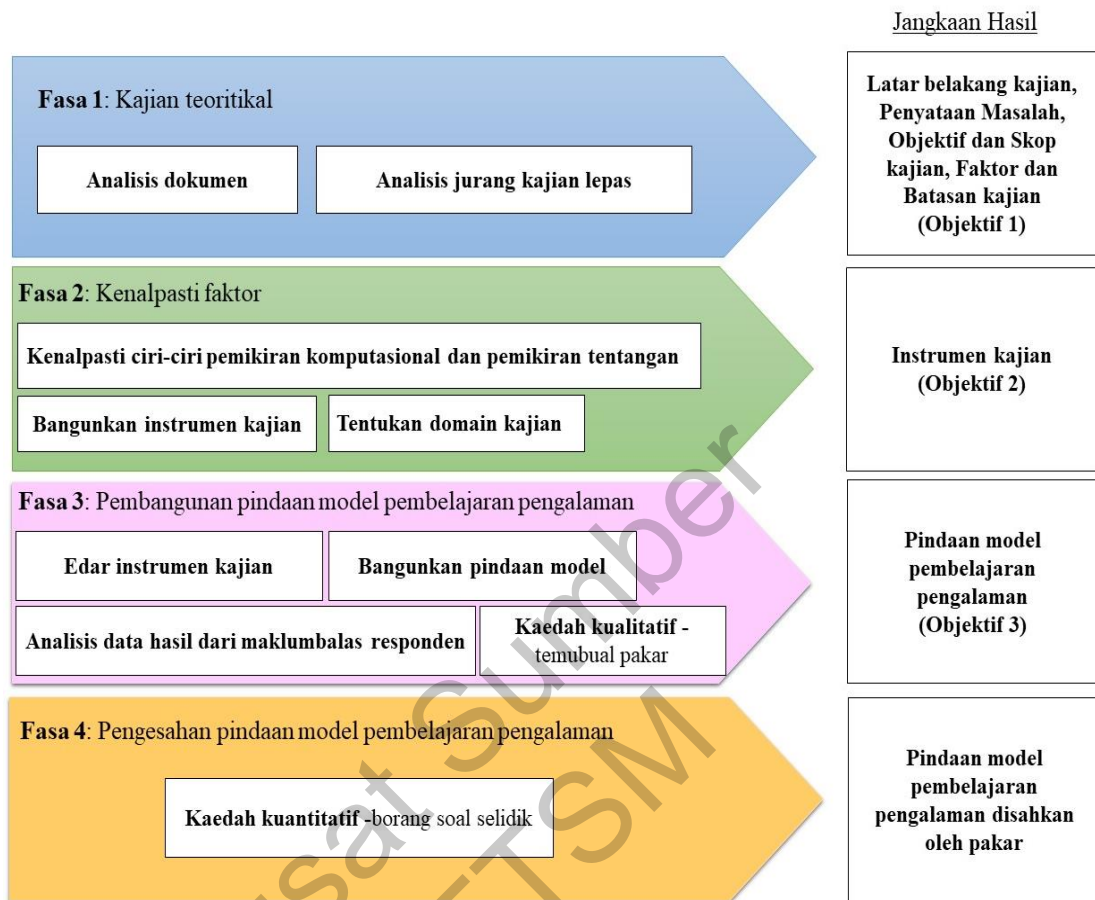 Jangkaan Hasil
Fasa 1: Kajian teoritikal
Analisis dokumen
Analisis jurang kajian lepas
Latar belakang kajian,
Penyataan Masalah,
Objektif dan Skop
kajian, Faktor dan
Batasan kajian
(Objektif 1)
Fasa 2: Kenalpasti faktor
Kenalpasti ciri-ciri pemikiran komputasional dan pemikiran tentangan
Bangunkan instrumen kajian
Tentukan domain kajian
Instrumen kajian
(Objektif 2)
Fasa 3: Pembangunan pindaan model pembelajaran pengalaman
Edar instrumen kajian
Bangunkan pindaan model
Analisis data hasil dari maklumbalas responden
Kaedah kualitatif -
temubual pakar
Pindaan model
pembelajaran
pengalaman
(Objektif 3)
Fasa 4: Pengesahan pindaan model pembelajaran pengalaman
Kaedah kuantitatif -borang soal selidik
Pindaan model
pembelajaran
pengalaman disahkan
oleh pakar
Sumber